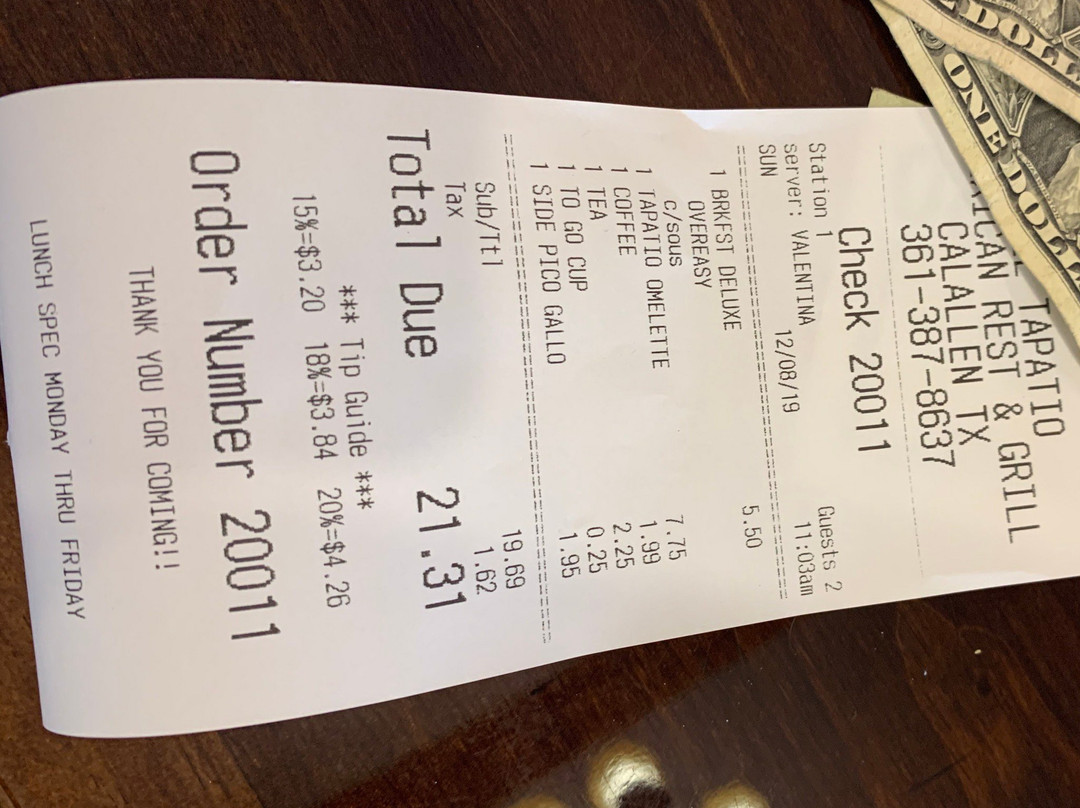 TAPATIO
REST & GRILL
CALALLEN TX
361-387-8637
Check 20011
Station 1 Guests 2
server: VALENTINA 12/08/19 11:03am
SUN
1 BRKFST DELUXE 5.50
OVEREASY
c/sous
1 TAPATIO OMELETTE 7.75
1 COFFEE 1.99
1 TEA 2.25
1 TO GO CUP 0.25
1 SIDE PICO GALLO 1.95
Sub/Ttl 19.69
Tax 1.62
Total Due 21.31
*** Tip Guide ***
15%=$3.20 18%=$3.84 20%=$4.26
Order Number 20011
THANK YOU FOR COMING!!
LUNCH SPEC MONDAY THRU FRIDAY
ONE